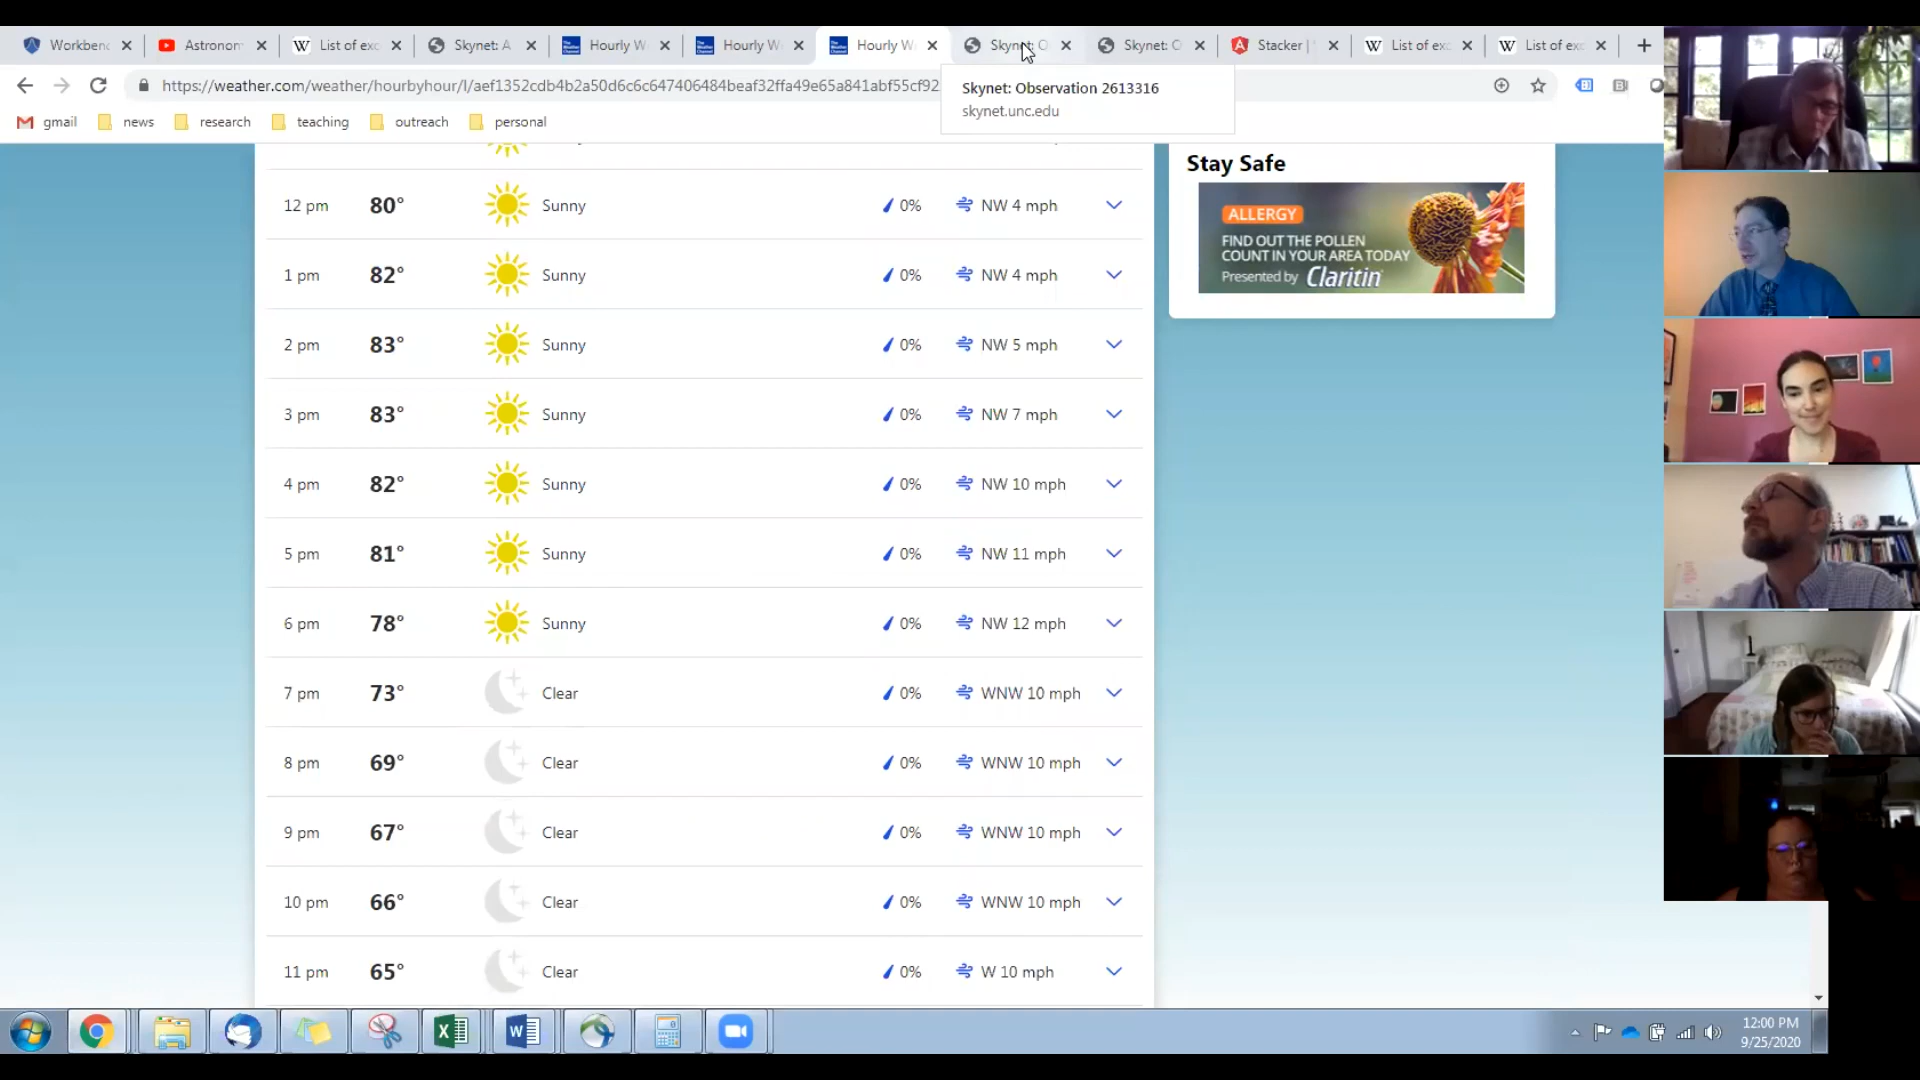 Workben
Astronom
List of exo
Skynet: A
Hourly W
Hourly W
Hourly W
Skynet: O
Skynet: O
Stacker |
List of exo
List of exo
https://weather.com/weather/hourbyhour/l/aef1352cdb4b2a50d6c6c647406484beaf32ffa49e65a841abf55cf92
Skynet: Observation 2613316
skynet.unc.edu
gmail
news
research
teaching
outreach
personal
12 pm 80° Sunny 0% NW 4 mph
1 pm 82° Sunny 0% NW 4 mph
2 pm 83° Sunny 0% NW 5 mph
3 pm 83° Sunny 0% NW 7 mph
4 pm 82° Sunny 0% NW 10 mph
5 pm 81° Sunny 0% NW 11 mph
6 pm 78° Sunny 0% NW 12 mph
7 pm 73° Clear 0% WNW 10 mph
8 pm 69° Clear 0% WNW 10 mph
9 pm 67° Clear 0% WNW 10 mph
10 pm 66° Clear 0% WNW 10 mph
11 pm 65° Clear 0% W 10 mph
Stay Safe
ALLERGY
FIND OUT THE POLLEN
COUNT IN YOUR AREA TODAY
Presented by Claritin
12:00 PM
9/25/2020